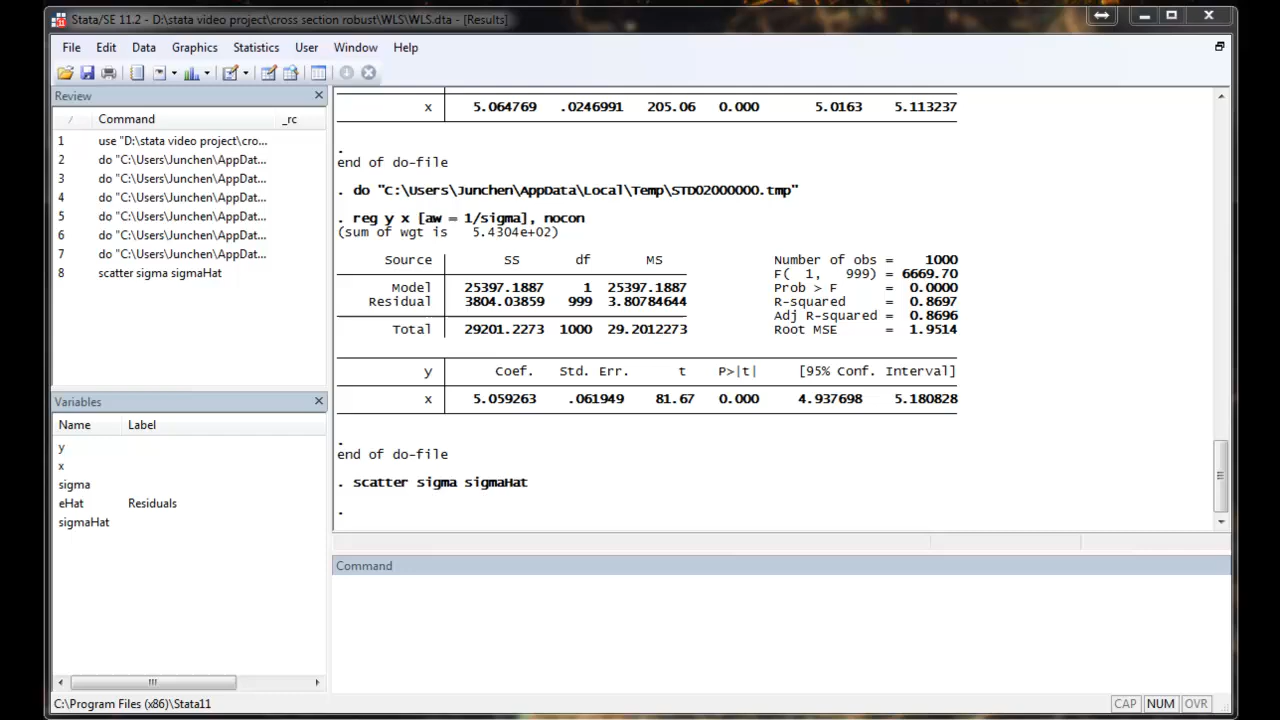 Stata/SE 11.2 - D:\stata video project\cross section robust\WLS\WLS.dta - [Results]
File Edit Data Graphics Statistics User Window Help
Review
Command _rc
1 use "D:\stata video project\cro...
2 do "C:\Users\Junchen\AppDat...
3 do "C:\Users\Junchen\AppDat...
4 do "C:\Users\Junchen\AppDat...
5 do "C:\Users\Junchen\AppDat...
6 do "C:\Users\Junchen\AppDat...
7 do "C:\Users\Junchen\AppDat...
8 scatter sigma sigmaHat
Variables
Name Label
y
x
sigma
eHat Residuals
sigmaHat
x 5.064769 .0246991 205.06 0.000 5.0163 5.113237
.
end of do-file
. do "C:\Users\Junchen\AppData\Local\Temp\STD02000000.tmp"
. reg y x [aw = 1/sigma], nocon
(sum of wgt is 5.4304e+02)
Source SS df MS Number of obs = 1000
F( 1, 999) = 6669.70
Model 25397.1887 1 25397.1887 Prob > F = 0.0000
Residual 3804.03859 999 3.80784644 R-squared = 0.8697
Adj R-squared = 0.8696
Total 29201.2273 1000 29.2012273 Root MSE = 1.9514
y Coef. Std. Err. t P>|t| [95% Conf. Interval]
x 5.059263 .061949 81.67 0.000 4.937698 5.180828
.
end of do-file
. scatter sigma sigmaHat
.
Command
C:\Program Files (x86)\Stata11 CAP NUM OVR